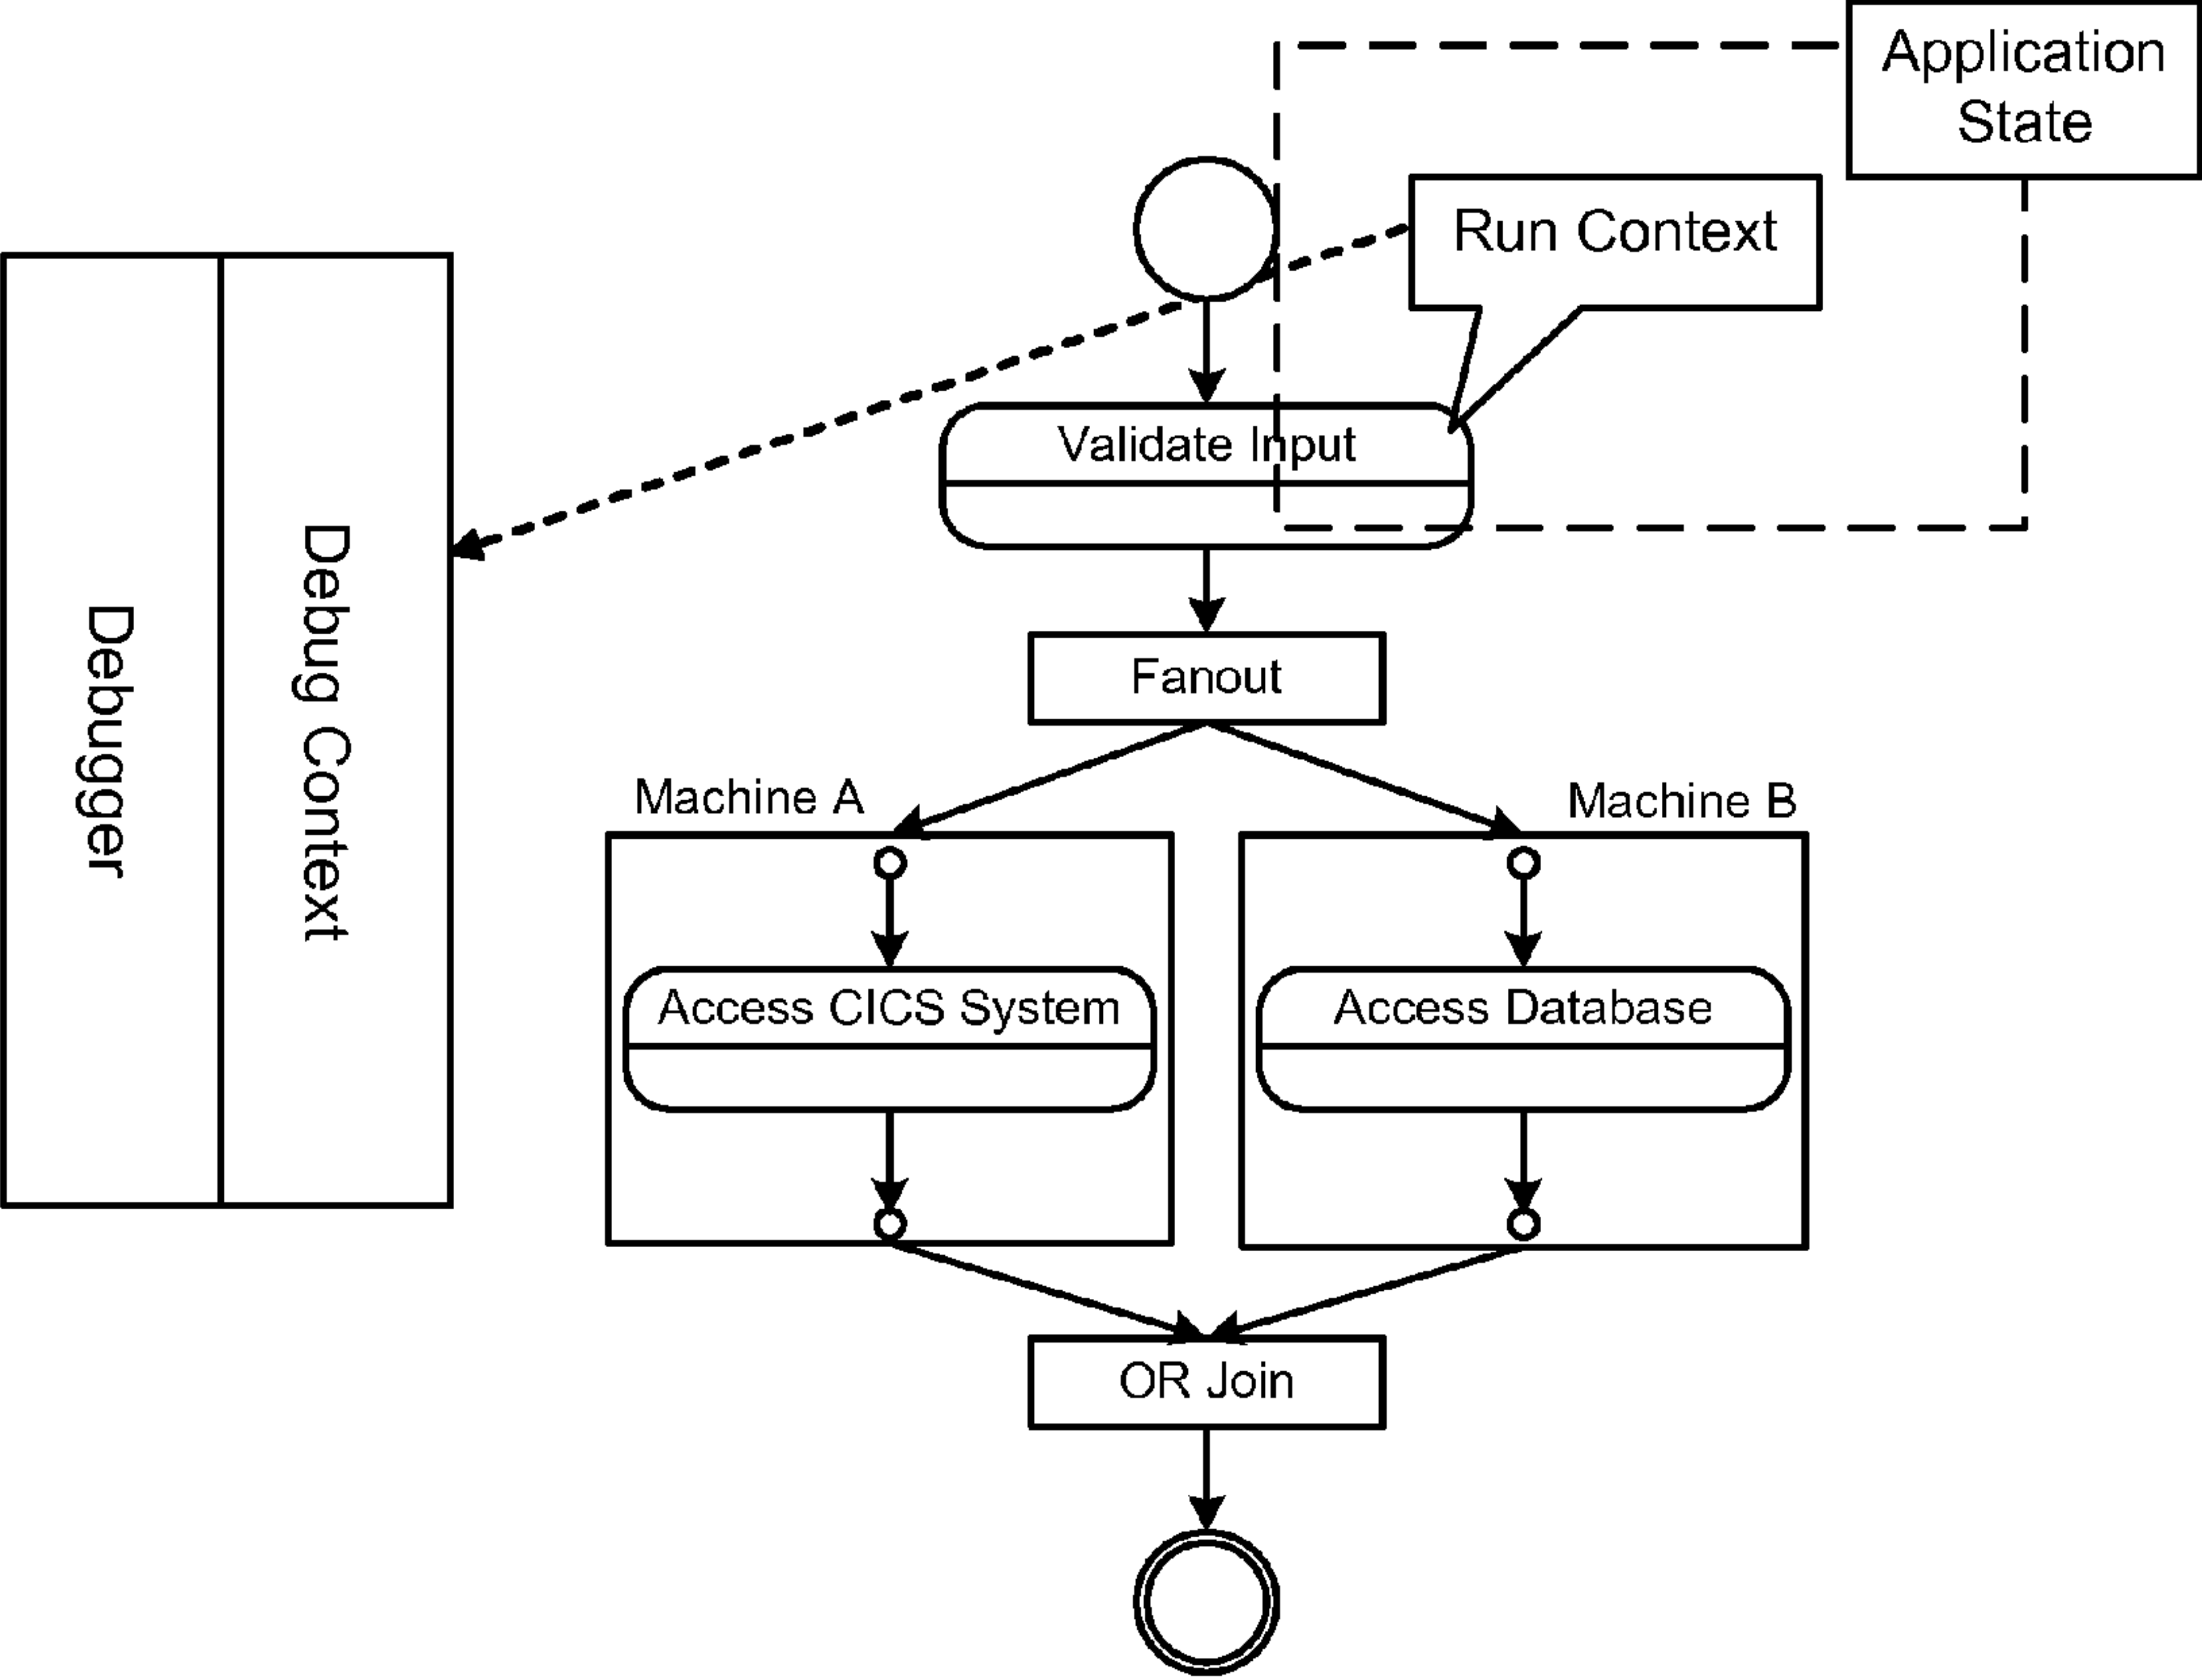 Application
State
Run Context
Validate Input
Debug Context
Debugger
Fanout
Machine A
Machine B
Access CICS System
Access Database
OR Join